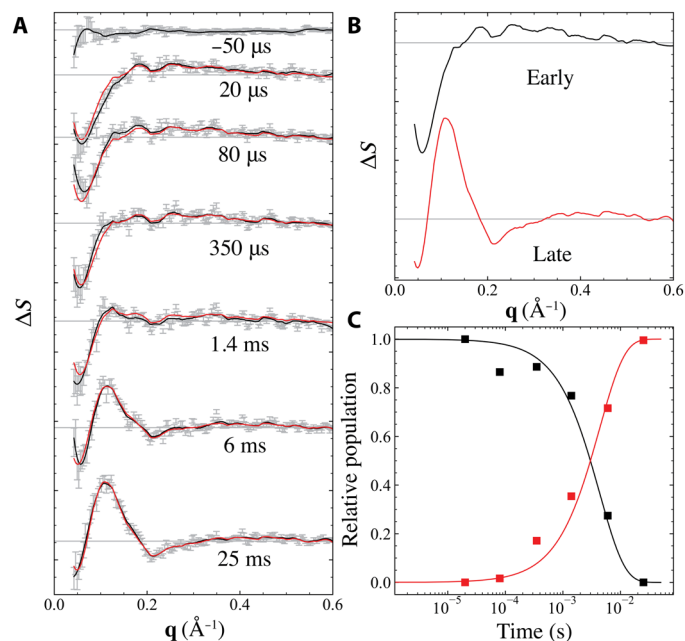 A
−50 µs
20 µs
80 µs
350 µs
1.4 ms
6 ms
25 ms
ΔS
0.0 0.2 0.4 0.6
q (Å⁻¹)
B
Early
Late
ΔS
0.0 0.2 0.4 0.6
q (Å⁻¹)
C
1.0
0.8
0.6
0.4
0.2
0.0
Relative population
10⁻⁵ 10⁻⁴ 10⁻³ 10⁻²
Time (s)